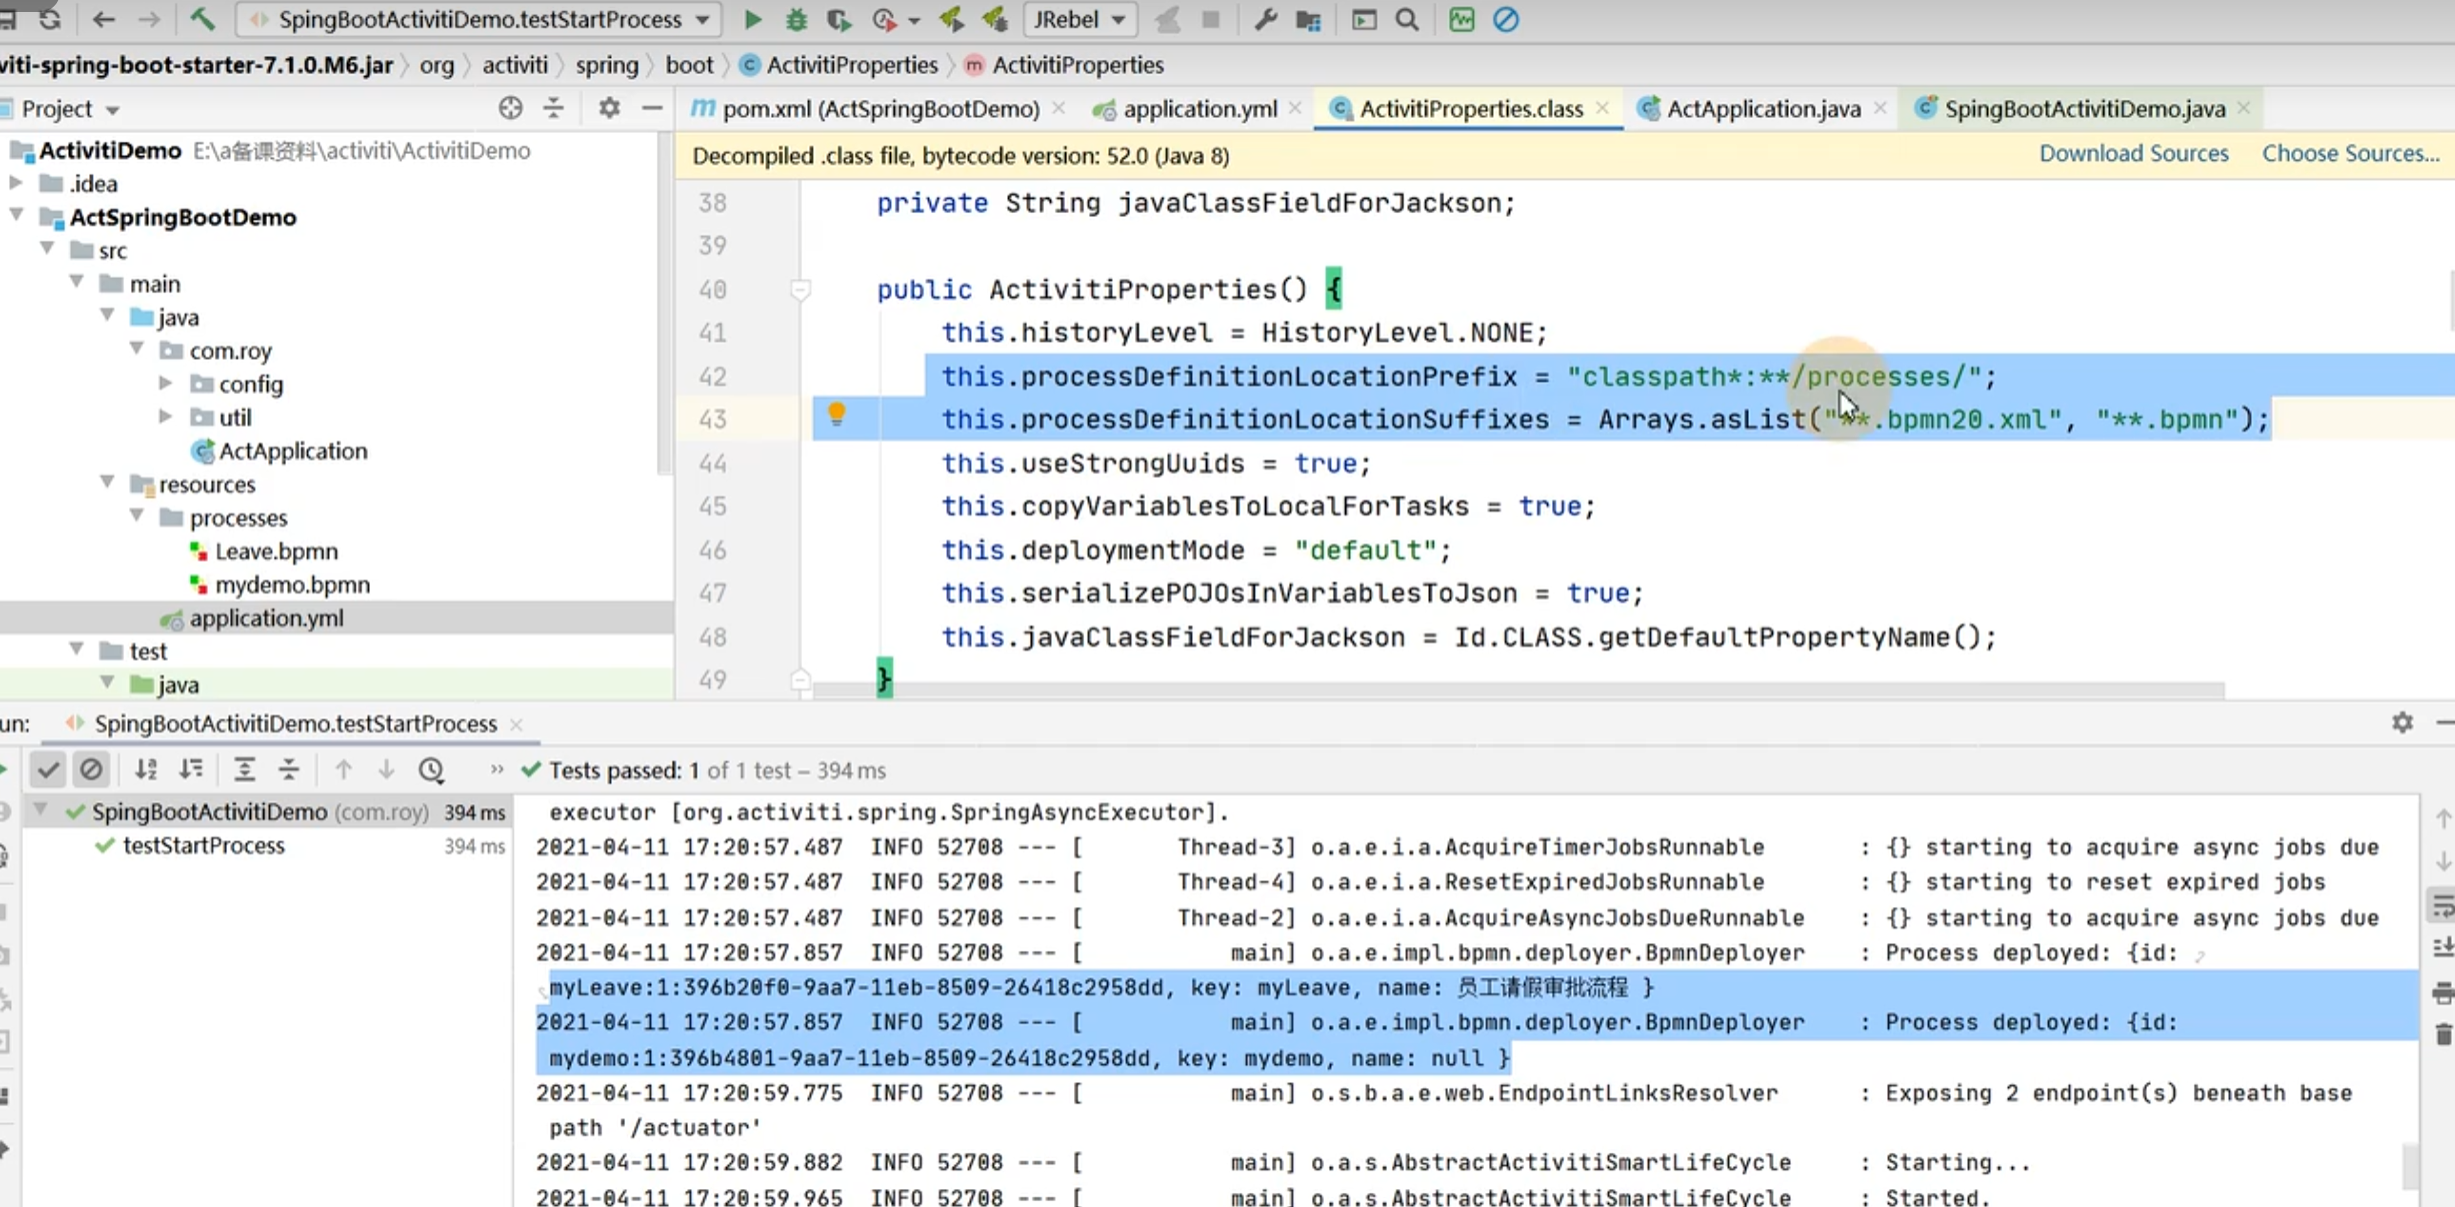 SpingBootActivitiDemo.testStartProcess
JRebel
viti-spring-boot-starter-7.1.0.M6.jar org activiti spring boot ActivitiProperties ActivitiProperties
Project
pom.xml (ActSpringBootDemo) application.yml ActivitiProperties.class ActApplication.java SpingBootActivitiDemo.java
ActivitiDemo E:\a备课资料\activiti\ActivitiDemo
.idea
ActSpringBootDemo
src
main
java
com.roy
config
util
ActApplication
resources
processes
Leave.bpmn
mydemo.bpmn
application.yml
test
java
Decompiled .class file, bytecode version: 52.0 (Java 8) Download Sources Choose Sources...
38 private String javaClassFieldForJackson;
39
40 public ActivitiProperties() {
41 this.historyLevel = HistoryLevel.NONE;
42 this.processDefinitionLocationPrefix = "classpath*:**/processes/";
43 this.processDefinitionLocationSuffixes = Arrays.asList("**.bpmn20.xml", "**.bpmn");
44 this.useStrongUuids = true;
45 this.copyVariablesToLocalForTasks = true;
46 this.deploymentMode = "default";
47 this.serializePOJOsInVariablesToJson = true;
48 this.javaClassFieldForJackson = Id.CLASS.getDefaultPropertyName();
49 }
un: SpingBootActivitiDemo.testStartProcess
Tests passed: 1 of 1 test – 394 ms
SpingBootActivitiDemo (com.roy) 394 ms
testStartProcess 394 ms
executor [org.activiti.spring.SpringAsyncExecutor].
2021-04-11 17:20:57.487 INFO 52708 --- [ Thread-3] o.a.e.i.a.AcquireTimerJobsRunnable : {} starting to acquire async jobs due
2021-04-11 17:20:57.487 INFO 52708 --- [ Thread-4] o.a.e.i.a.ResetExpiredJobsRunnable : {} starting to reset expired jobs
2021-04-11 17:20:57.487 INFO 52708 --- [ Thread-2] o.a.e.i.a.AcquireAsyncJobsDueRunnable : {} starting to acquire async jobs due
2021-04-11 17:20:57.857 INFO 52708 --- [ main] o.a.e.impl.bpmn.deployer.BpmnDeployer : Process deployed: {id:
myLeave:1:396b20f0-9aa7-11eb-8509-26418c2958dd, key: myLeave, name: 员工请假审批流程 }
2021-04-11 17:20:57.857 INFO 52708 --- [ main] o.a.e.impl.bpmn.deployer.BpmnDeployer : Process deployed: {id:
mydemo:1:396b4801-9aa7-11eb-8509-26418c2958dd, key: mydemo, name: null }
2021-04-11 17:20:59.775 INFO 52708 --- [ main] o.s.b.a.e.web.EndpointLinksResolver : Exposing 2 endpoint(s) beneath base
path '/actuator'
2021-04-11 17:20:59.882 INFO 52708 --- [ main] o.a.s.AbstractActivitiSmartLifeCycle : Starting...
2021-04-11 17:20:59.965 INFO 52708 --- [ main] o.a.s.AbstractActivitiSmartLifeCycle : Started.